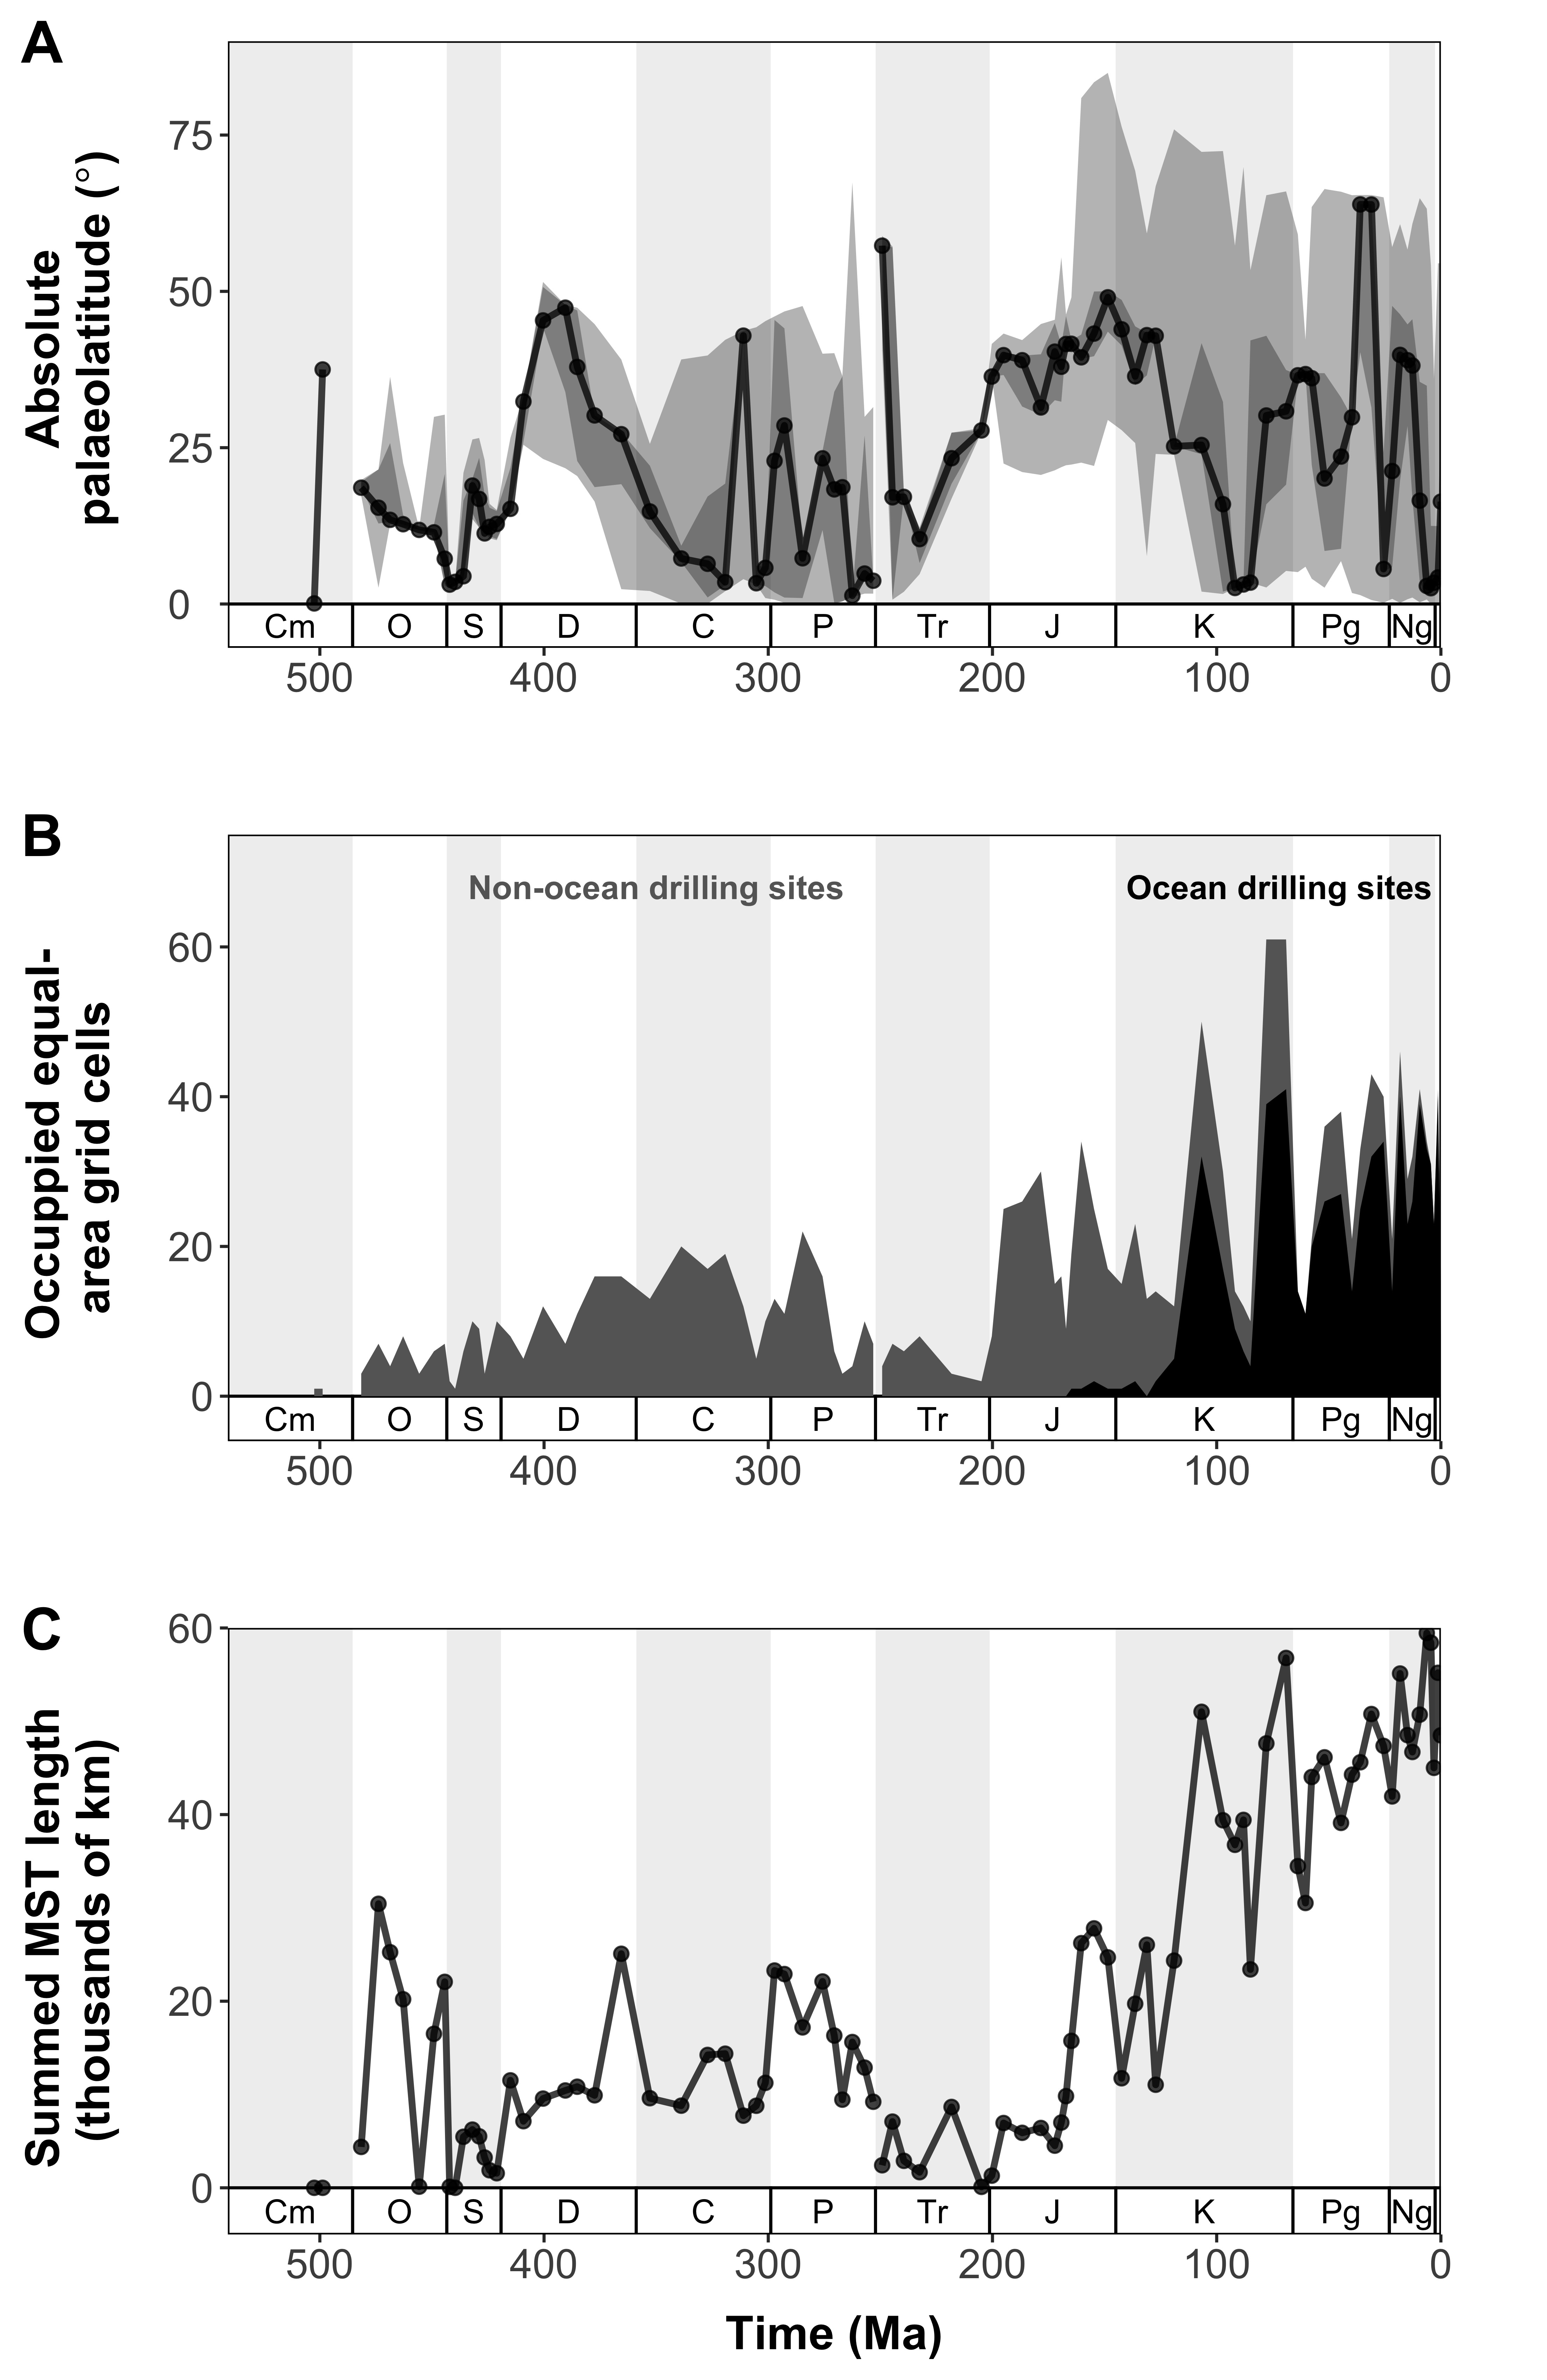 A
Absolute
palaeolatitude (°)
75
50
25
0
Cm O S D C P Tr J K Pg Ng
500 400 300 200 100 0
B
Occuppied equal-
area grid cells
Non-ocean drilling sites Ocean drilling sites
60
40
20
0
Cm O S D C P Tr J K Pg Ng
500 400 300 200 100 0
C
Summed MST length
(thousands of km)
60
40
20
0
Cm O S D C P Tr J K Pg Ng
500 400 300 200 100 0
Time (Ma)